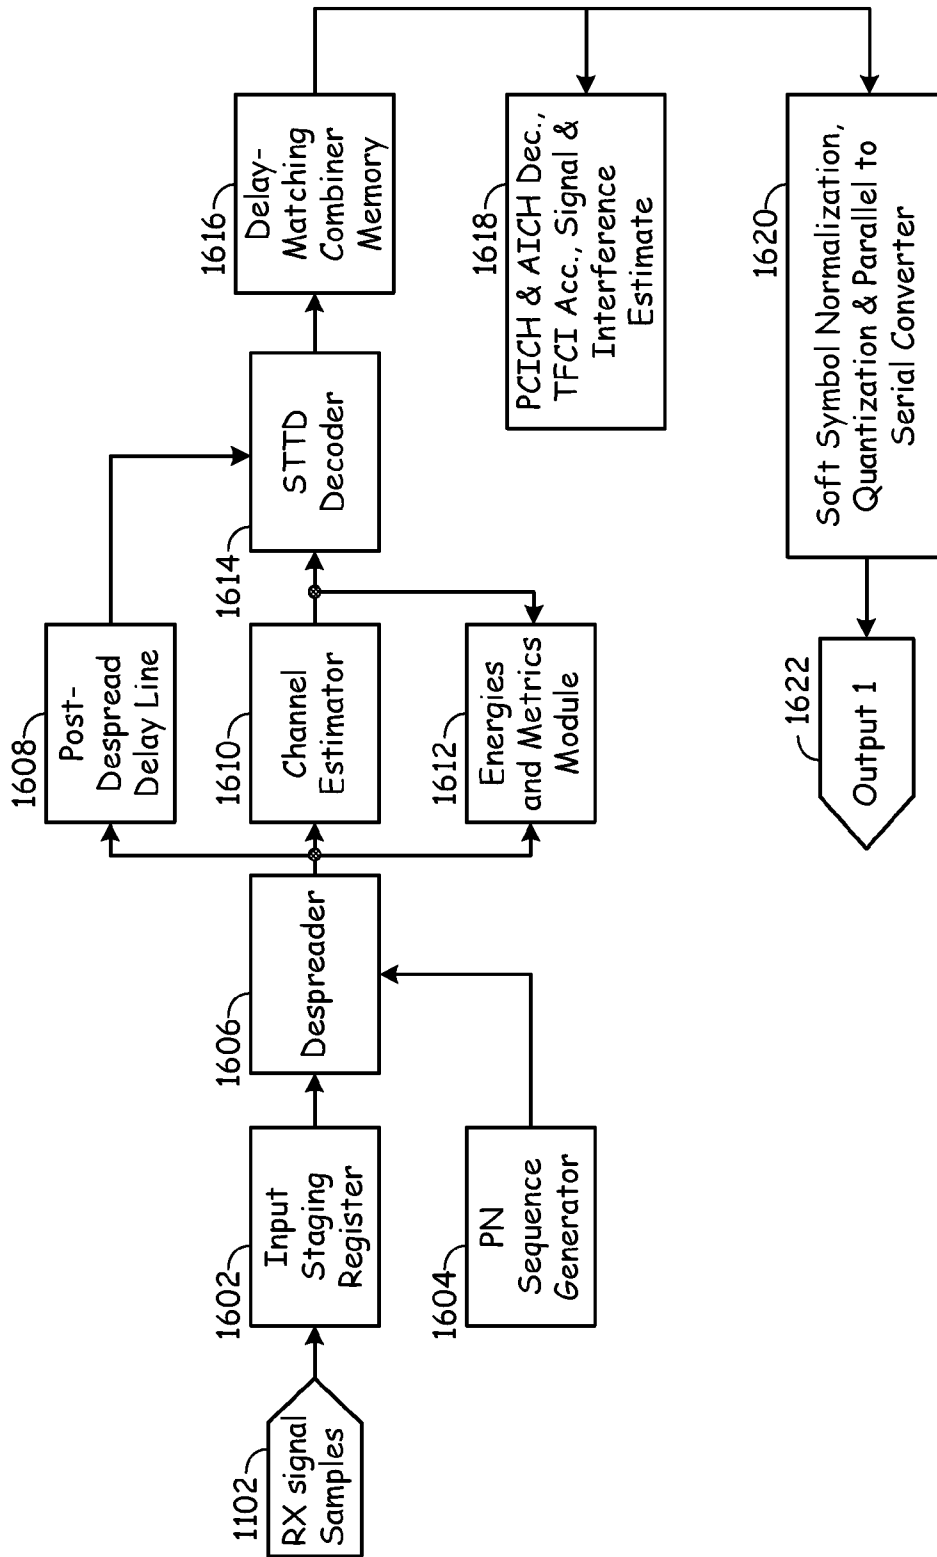 1102
RX signal
Samples
1602
Input
Staging
Register
1604
PN
Sequence
Generator
1606
Despreader
1608
Post-
Despread
Delay Line
1610
Channel
Estimator
1612
Energies
and Metrics
Module
1614
STTD
Decoder
1616
Delay-
Matching
Combiner
Memory
1618
PCICH & AICH Dec.,
TFCI Acc., Signal &
Interference
Estimate
1620
Soft Symbol Normalization,
Quantization & Parallel to
Serial Converter
1622
Output 1